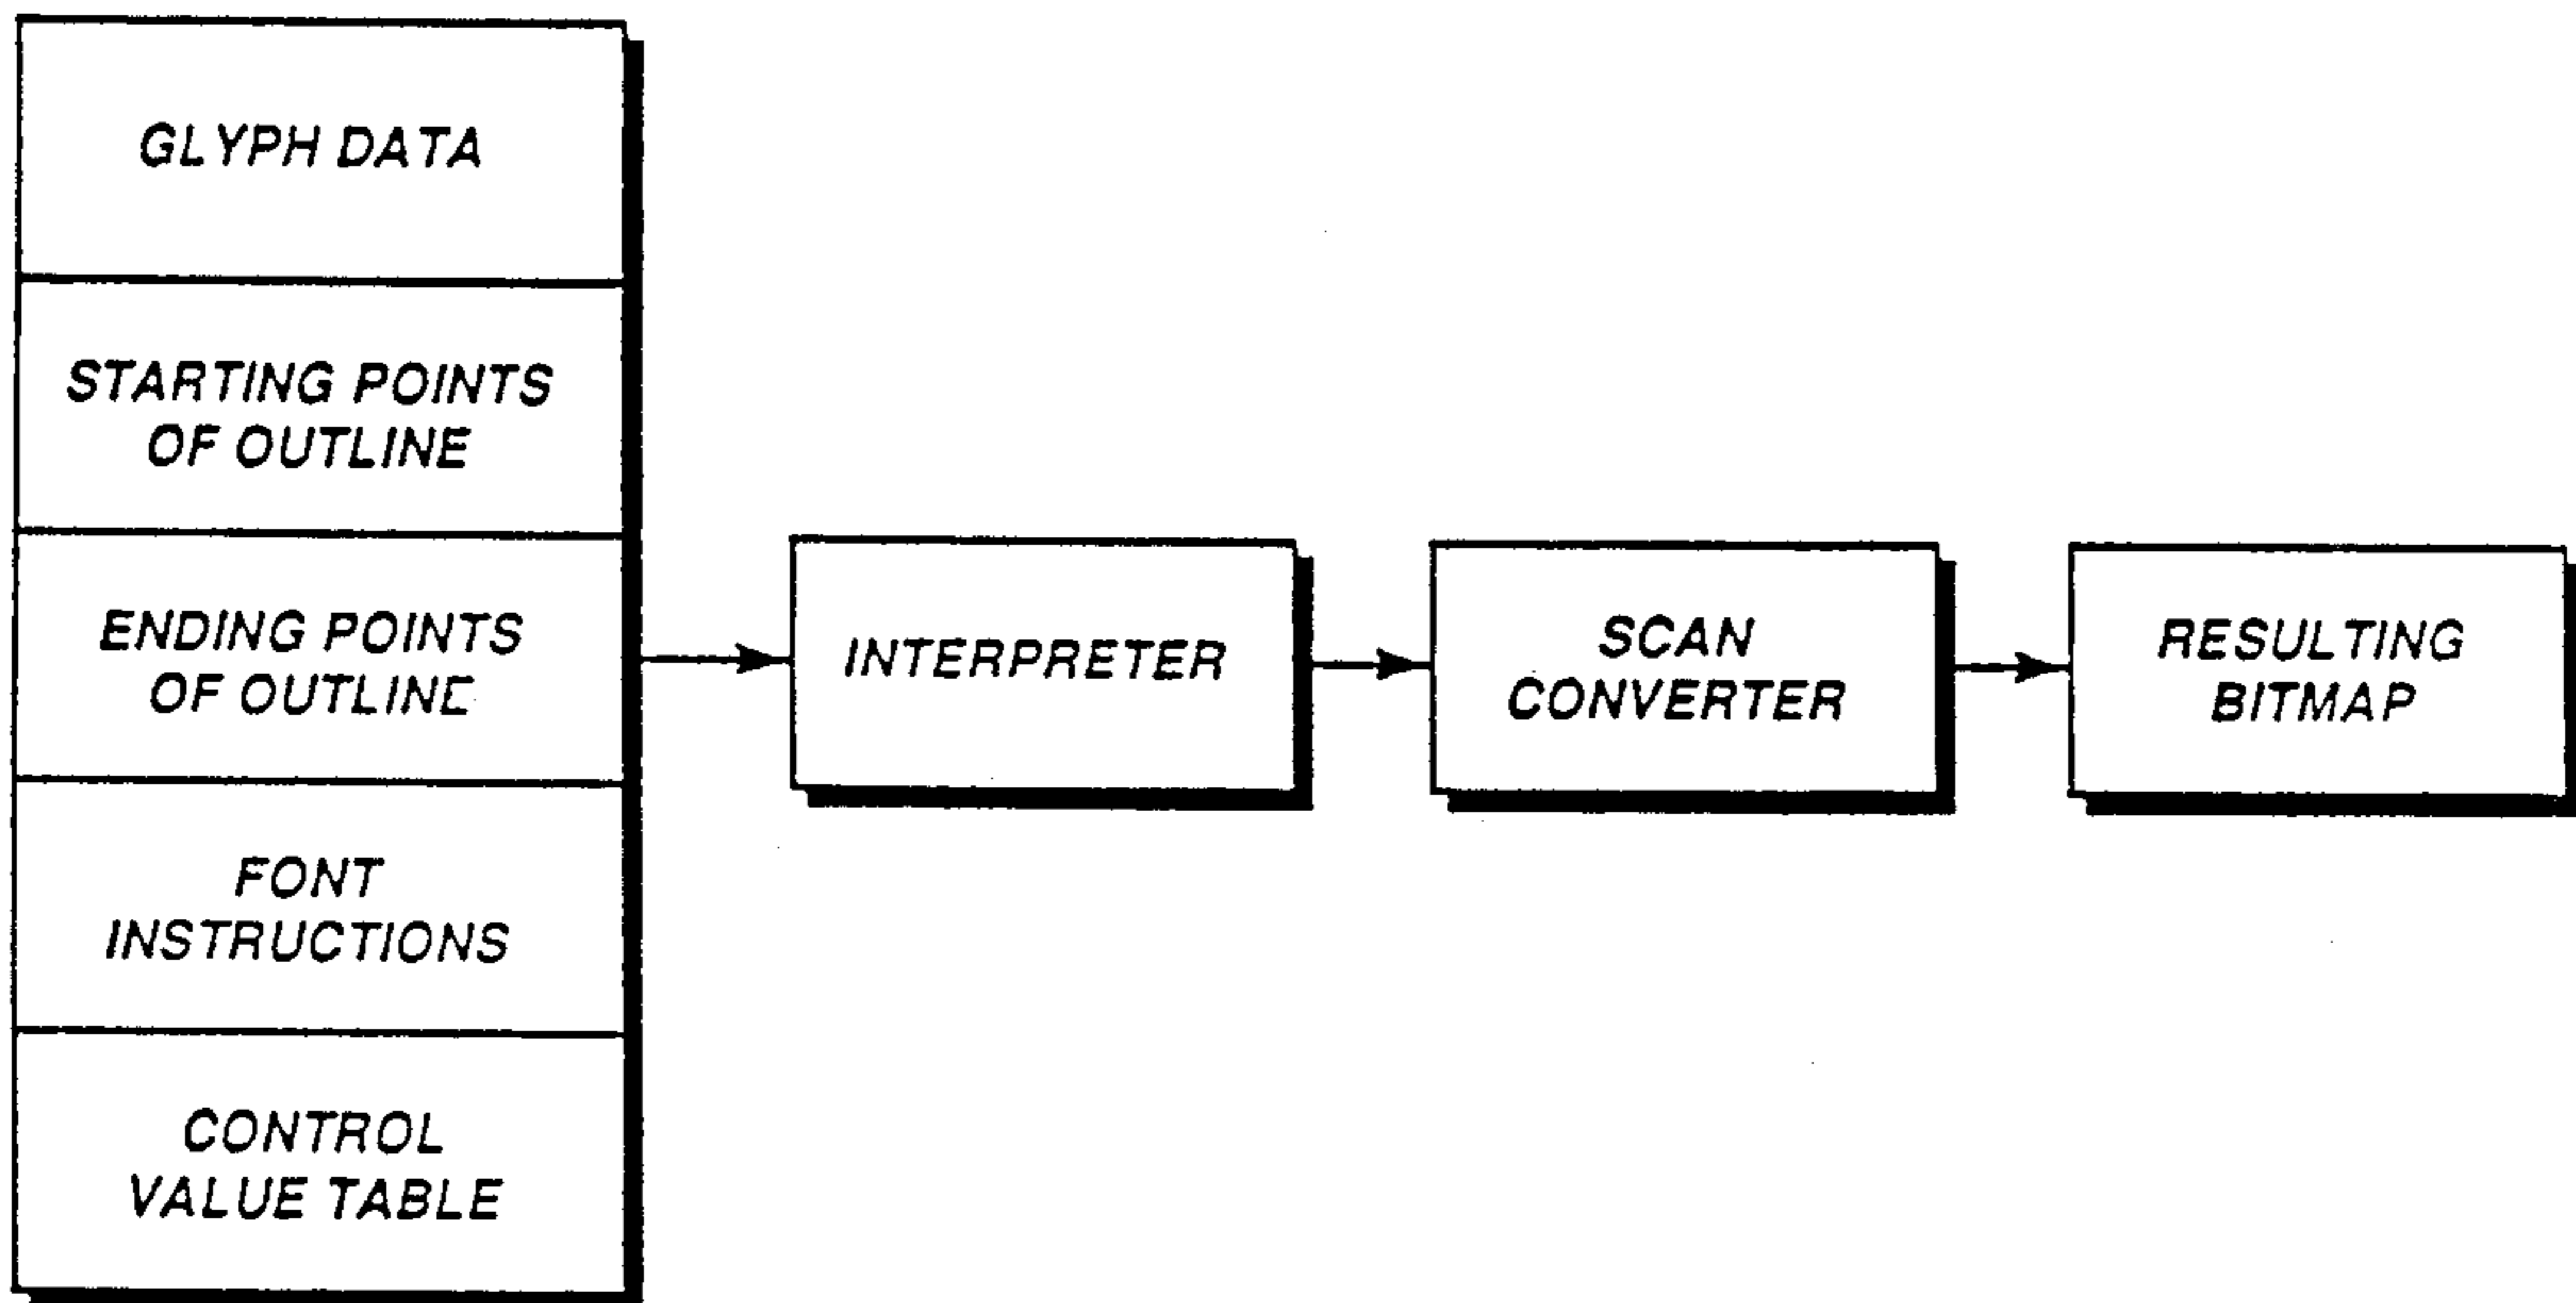 GLYPH DATA
STARTING POINTS
OF OUTLINE
ENDING POINTS
OF OUTLINE
FONT
INSTRUCTIONS
CONTROL
VALUE TABLE
INTERPRETER
SCAN
CONVERTER
RESULTING
BITMAP